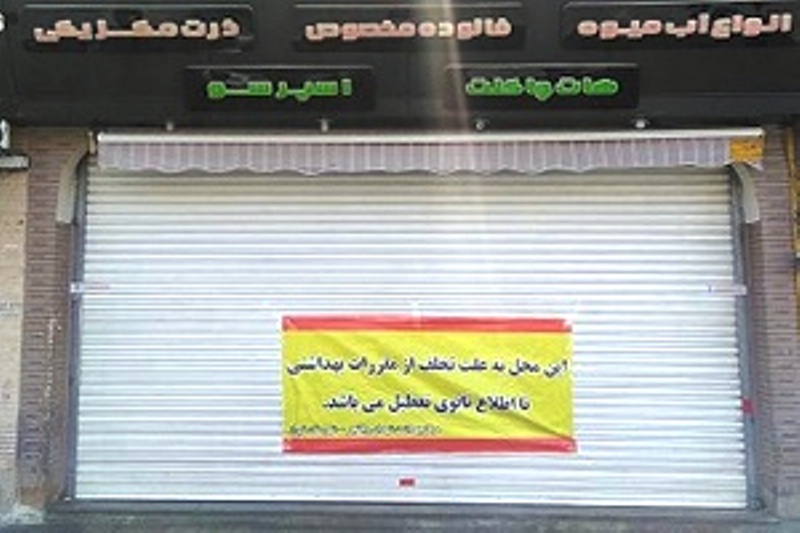 انواع آب میوه فالوده مخصوص ذرت مکزیکی
هات چاکلت اسپرسو
این محل به علت تخلف از مقررات بهداشتی
تا اطلاع ثانوی تعطیل می باشد.